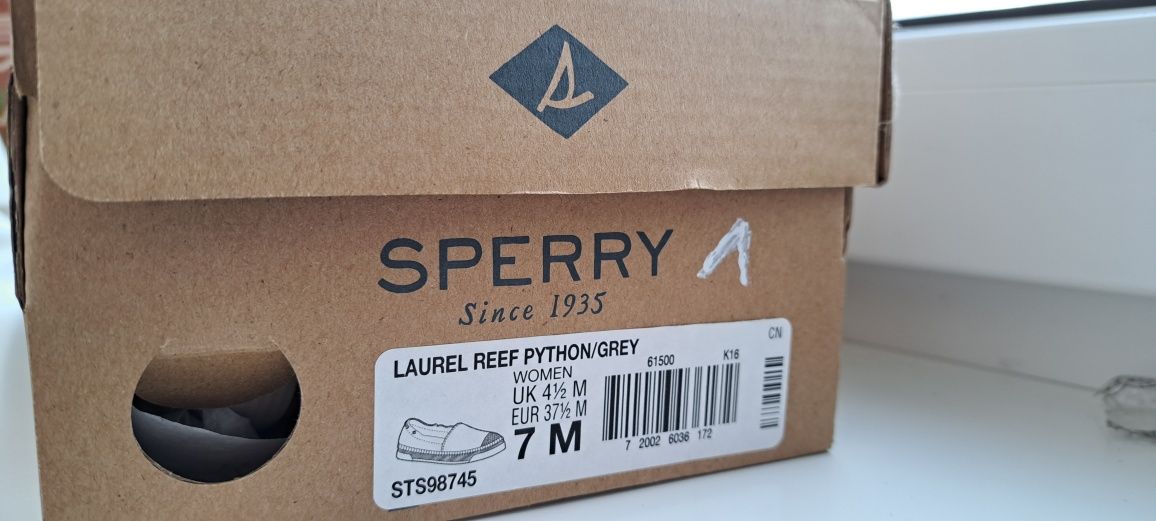 SPERRY 1
Since 1935
CN
LAUREL REEF PYTHON/GREY
61500 K16
WOMEN
UK 4½ M
EUR 37½ M
7 M
7 2002 6036 172
STS98745